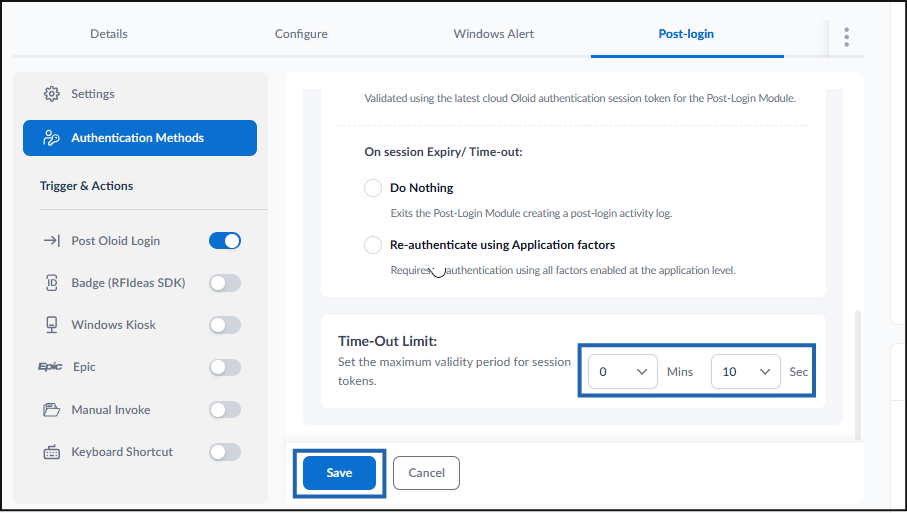 Details
Configure
Windows Alert
Post-login
Settings
Authentication Methods
Trigger & Actions
Post Oloid Login
Badge (RFIdeas SDK)
Windows Kiosk
Epic Epic
Manual Invoke
Keyboard Shortcut
Validated using the latest cloud Oloid authentication session token for the Post-Login Module.
On session Expiry/ Time-out:
Do Nothing
Exits the Post-Login Module creating a post-login activity log.
Re-authenticate using Application factors
Requires authentication using all factors enabled at the application level.
Time-Out Limit:
Set the maximum validity period for session
tokens.
0 Mins 10 Sec
Save
Cancel